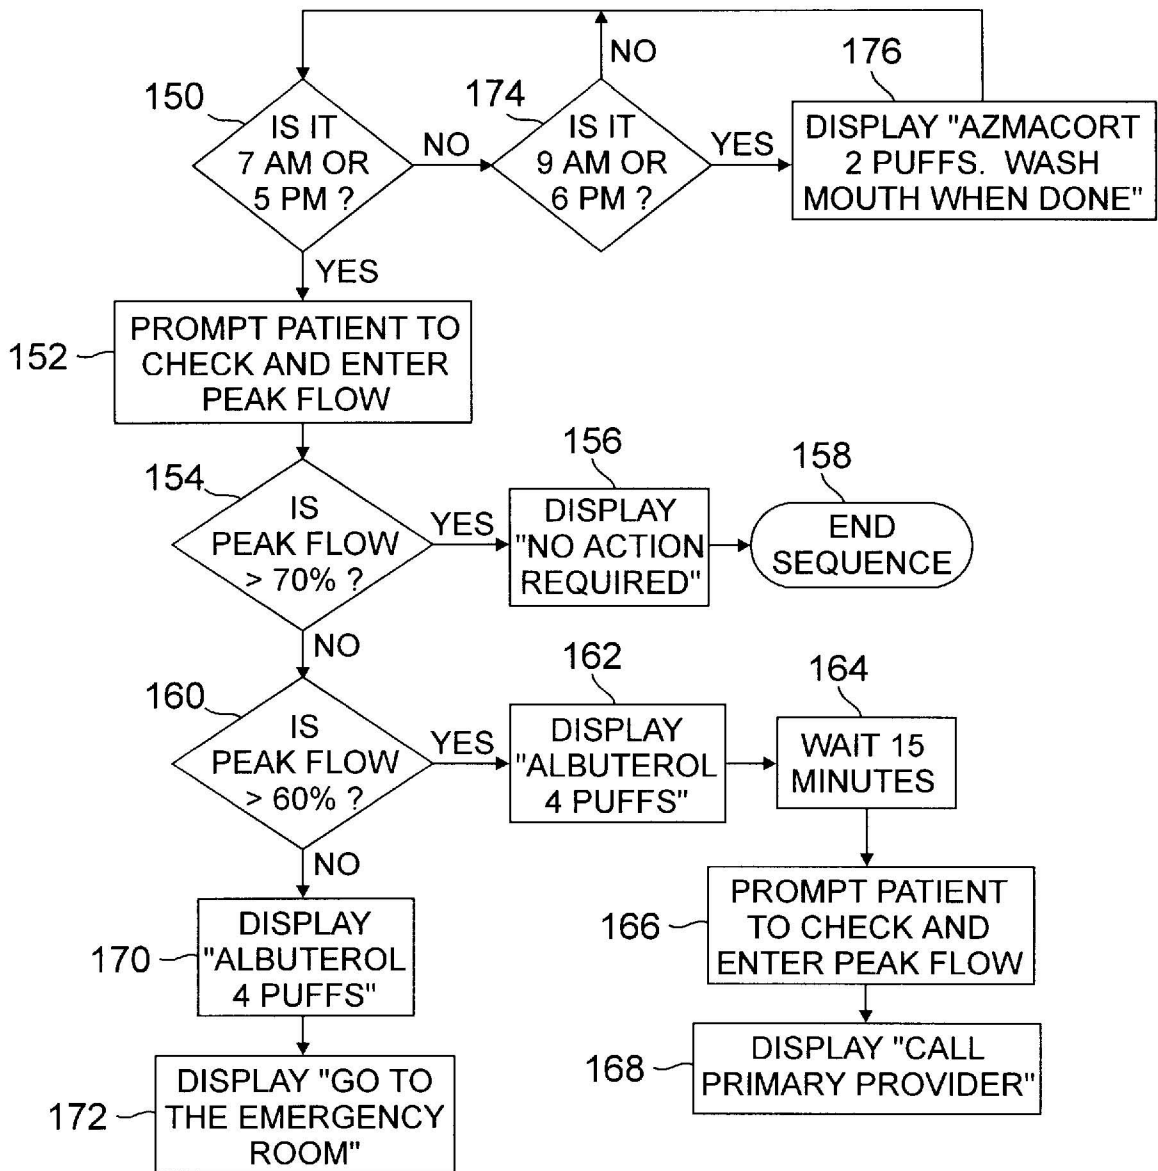 150
IS IT
7 AM OR
5 PM ?
NO
YES
174
IS IT
9 AM OR
6 PM ?
NO
YES
176
DISPLAY "AZMACORT
2 PUFFS. WASH
MOUTH WHEN DONE"
152
PROMPT PATIENT TO
CHECK AND ENTER
PEAK FLOW
154
IS
PEAK FLOW
> 70% ?
YES
NO
156
DISPLAY
"NO ACTION
REQUIRED"
158
END
SEQUENCE
160
IS
PEAK FLOW
> 60% ?
YES
NO
162
DISPLAY
"ALBUTEROL
4 PUFFS"
164
WAIT 15
MINUTES
166
PROMPT PATIENT
TO CHECK AND
ENTER PEAK FLOW
168
DISPLAY "CALL
PRIMARY PROVIDER"
170
DISPLAY
"ALBUTEROL
4 PUFFS"
172
DISPLAY "GO TO
THE EMERGENCY
ROOM"